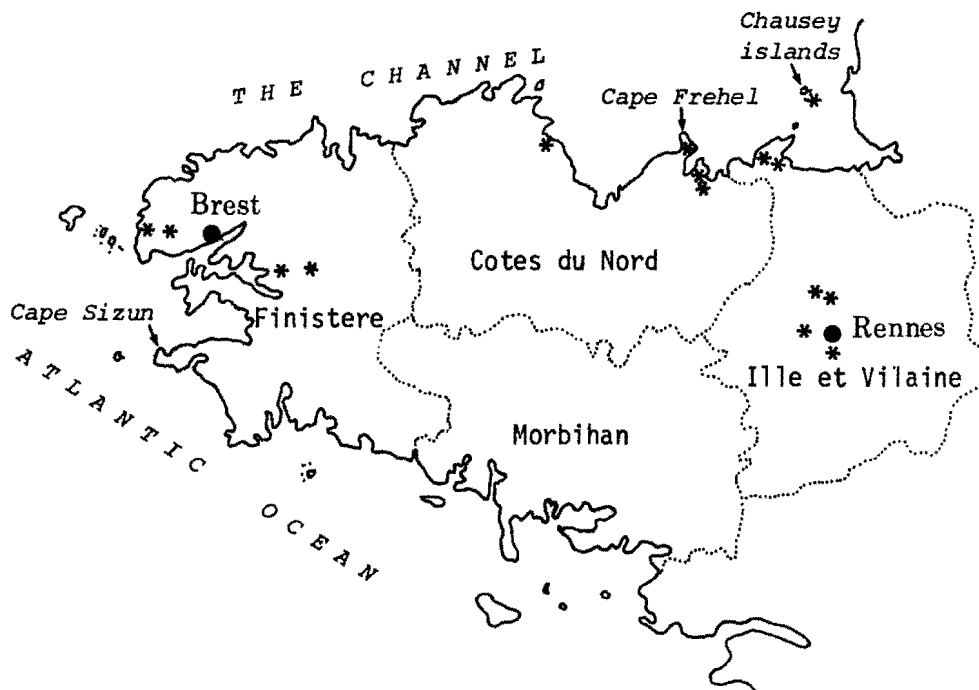 Chausey
islands
THE CHANNEL
Cape Frehel
Brest
Cotes du Nord
Cape Sizun
Finistere
Rennes
Ille et Vilaine
ATLANTIC OCEAN
Morbihan